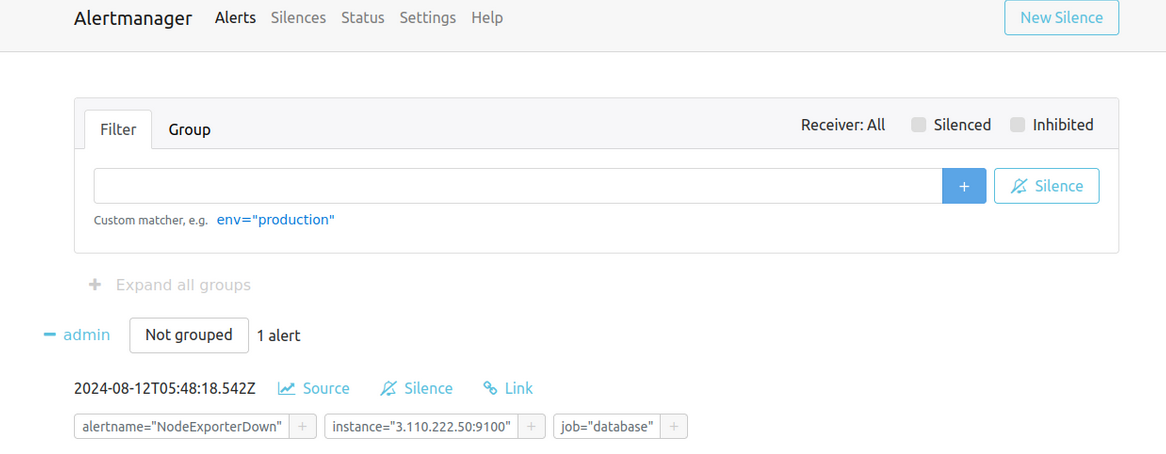 Alertmanager Alerts Silences Status Settings Help New Silence
Filter Group Receiver: All Silenced Inhibited
+ Silence
Custom matcher, e.g. env="production"
+ Expand all groups
− admin Not grouped 1 alert
2024-08-12T05:48:18.542Z Source Silence Link
alertname="NodeExporterDown" + instance="3.110.222.50:9100" + job="database" +